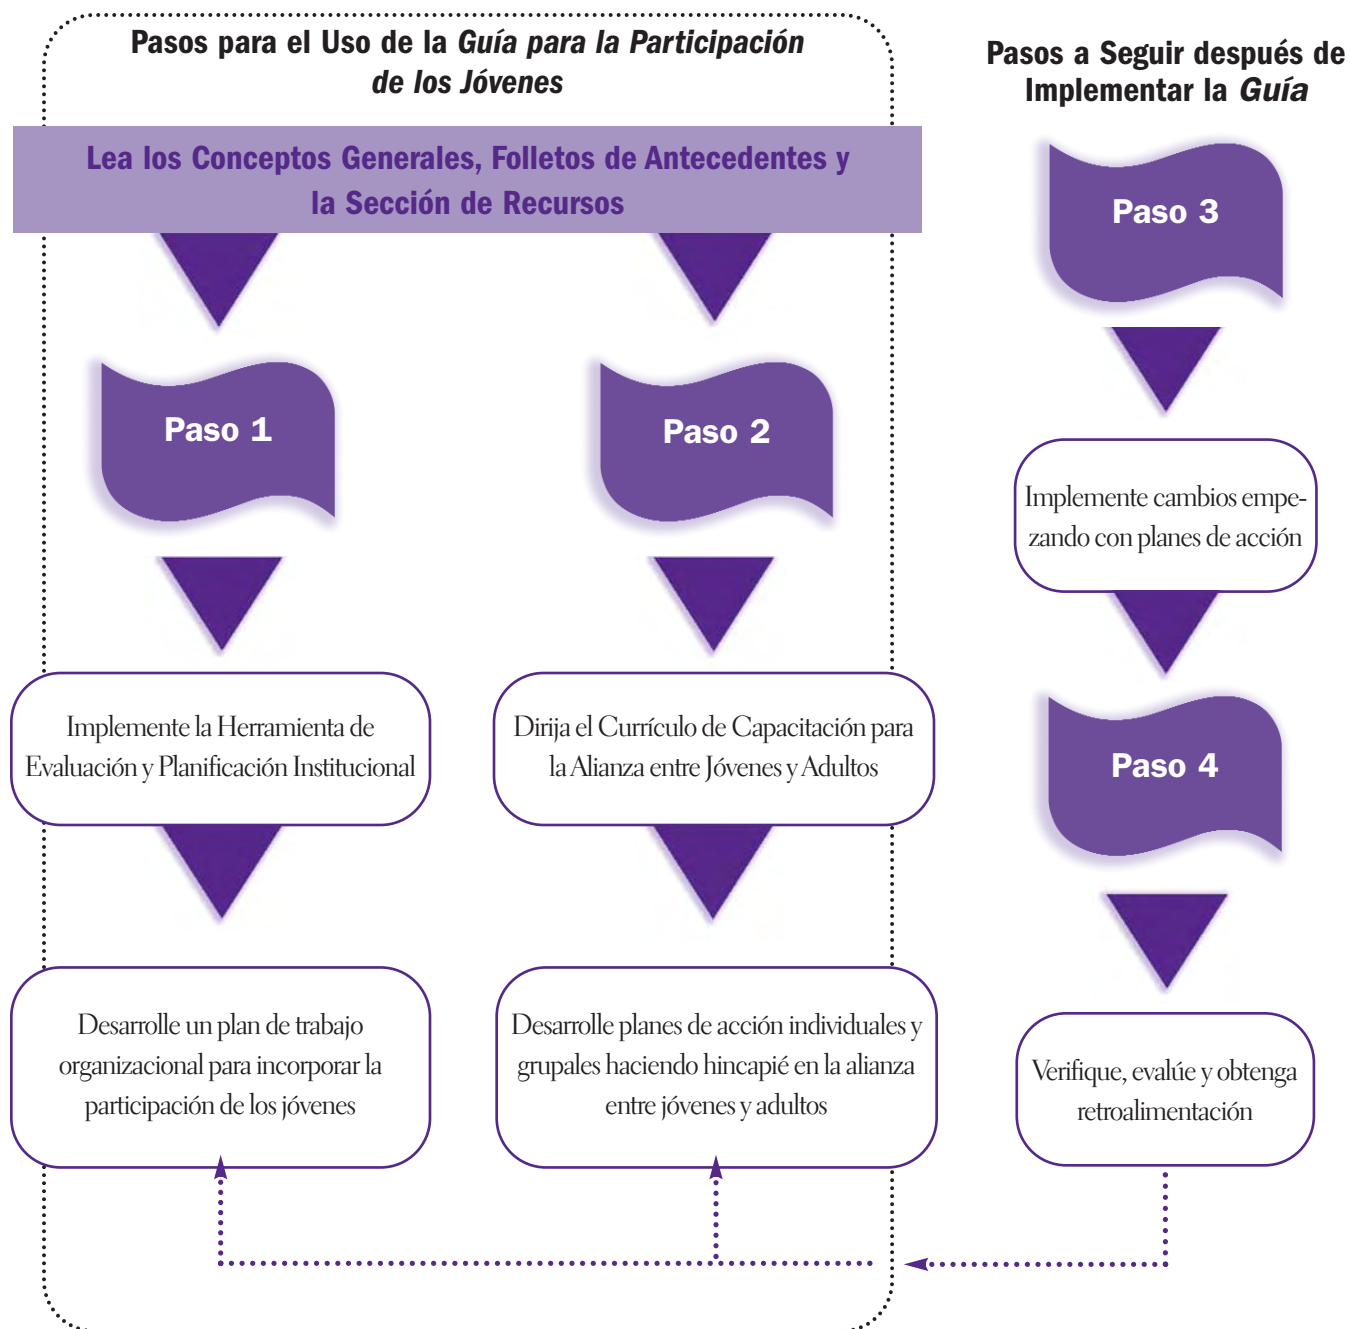 Pasos para el Uso de la Guía para la Participación
de los Jóvenes
Lea los Conceptos Generales, Folletos de Antecedentes y
la Sección de Recursos
Paso 1
Implemente la Herramienta de
Evaluación y Planificación Institucional
Desarrolle un plan de trabajo
organizacional para incorporar la
participación de los jóvenes
Paso 2
Dirija el Currículo de Capacitación para
la Alianza entre Jóvenes y Adultos
Desarrolle planes de acción individuales y
grupales haciendo hincapié en la alianza
entre jóvenes y adultos
Pasos a Seguir después de
Implementar la Guía
Paso 3
Implemente cambios empe-
zando con planes de acción
Paso 4
Verifique, evalúe y obtenga
retroalimentación